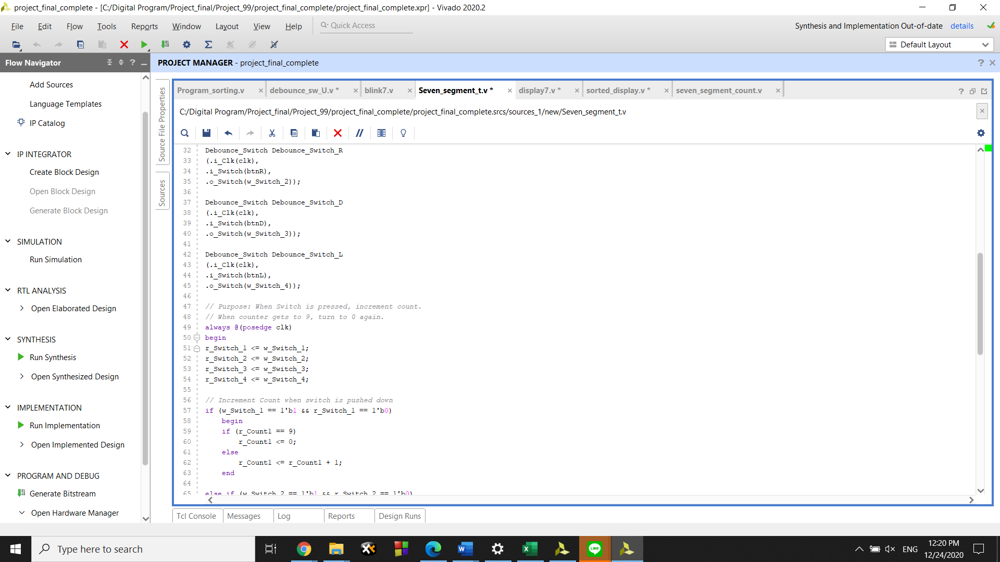 project_final_complete - [C:/Digital Program/Project_final/Project_99/project_final_complete/project_final_complete.xpr] - Vivado 2020.2
File Edit Flow Tools Reports Window Layout View Help Quick Access
Synthesis and Implementation Out-of-date details
Default Layout
Flow Navigator
PROJECT MANAGER - project_final_complete
Add Sources
Language Templates
IP Catalog
IP INTEGRATOR
Create Block Design
Open Block Design
Generate Block Design
SIMULATION
Run Simulation
RTL ANALYSIS
Open Elaborated Design
SYNTHESIS
Run Synthesis
Open Synthesized Design
IMPLEMENTATION
Run Implementation
Open Implemented Design
PROGRAM AND DEBUG
Generate Bitstream
Open Hardware Manager
Source File Properties
Sources
Program_sorting.v debounce_sw_U.v * blink7.v Seven_segment_t.v * display7.v * sorted_display.v * seven_segment_count.v
C:/Digital Program/Project_final/Project_99/project_final_complete/project_final_complete.srcs/sources_1/new/Seven_segment_t.v
32 Debounce_Switch Debounce_Switch_R
33 (.i_Clk(clk),
34 .i_Switch(btnR),
35 .o_Switch(w_Switch_2));
36
37 Debounce_Switch Debounce_Switch_D
38 (.i_Clk(clk),
39 .i_Switch(btnD),
40 .o_Switch(w_Switch_3));
41
42 Debounce_Switch Debounce_Switch_L
43 (.i_Clk(clk),
44 .i_Switch(btnL),
45 .o_Switch(w_Switch_4));
46
47 // Purpose: When Switch is pressed, increment count.
48 // When counter gets to 9, turn to 0 again.
49 always @(posedge clk)
50 begin
51 r_Switch_1 <= w_Switch_1;
52 r_Switch_2 <= w_Switch_2;
53 r_Switch_3 <= w_Switch_3;
54 r_Switch_4 <= w_Switch_4;
55
56 // Increment Count when switch is pushed down
57 if (w_Switch_1 == 1'b1 && r_Switch_1 == 1'b0)
58 begin
59 if (r_Count1 == 9)
60 r_Count1 <= 0;
61 else
62 r_Count1 <= r_Count1 + 1;
63 end
64
65 else if (w_Switch_2 == 1'b1 && r_Switch_2 == 1'b0)
Tcl Console Messages Log Reports Design Runs
Type here to search
LINE
ENG
12:20 PM
12/24/2020